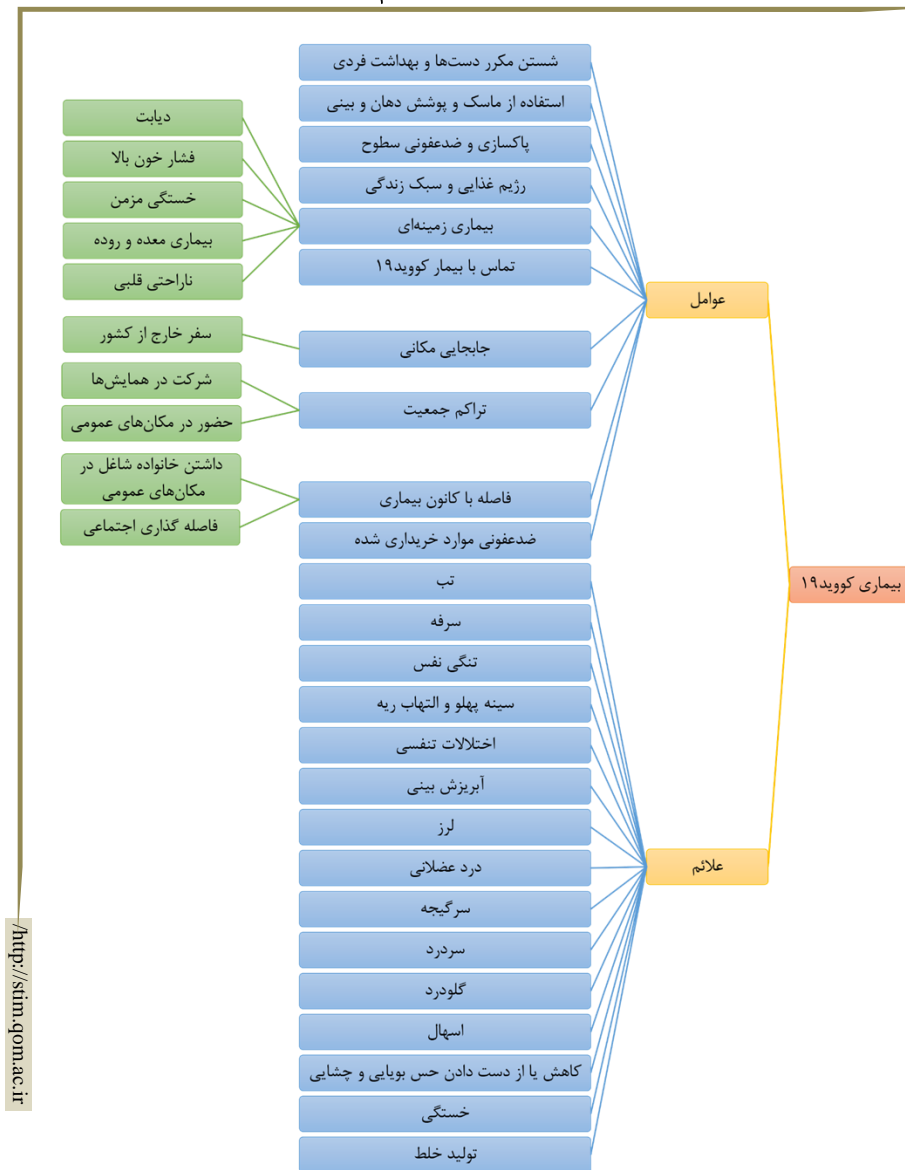 بیماری کووید۱۹
عوامل
شستن مکرر دست‌ها و بهداشت فردی
استفاده از ماسک و پوشش دهان و بینی
پاکسازی و ضدعفونی سطوح
رژیم غذایی و سبک زندگی
بیماری زمینه‌ای
دیابت
فشار خون بالا
خستگی مزمن
بیماری معده و روده
ناراحتی قلبی
تماس با بیمار کووید۱۹
جابجایی مکانی
سفر خارج از کشور
تراکم جمعیت
شرکت در همایش‌ها
حضور در مکان‌های عمومی
فاصله با کانون بیماری
داشتن خانواده شاغل در
مکان‌های عمومی
فاصله گذاری اجتماعی
ضدعفونی موارد خریداری شده
علائم
تب
سرفه
تنگی نفس
سینه پهلو و التهاب ریه
اختلالات تنفسی
آبریزش بینی
لرز
درد عضلانی
سرگیجه
سردرد
گلودرد
اسهال
کاهش یا از دست دادن حس بویایی و چشایی
خستگی
تولید خلط
/http://stim.qom.ac.ir